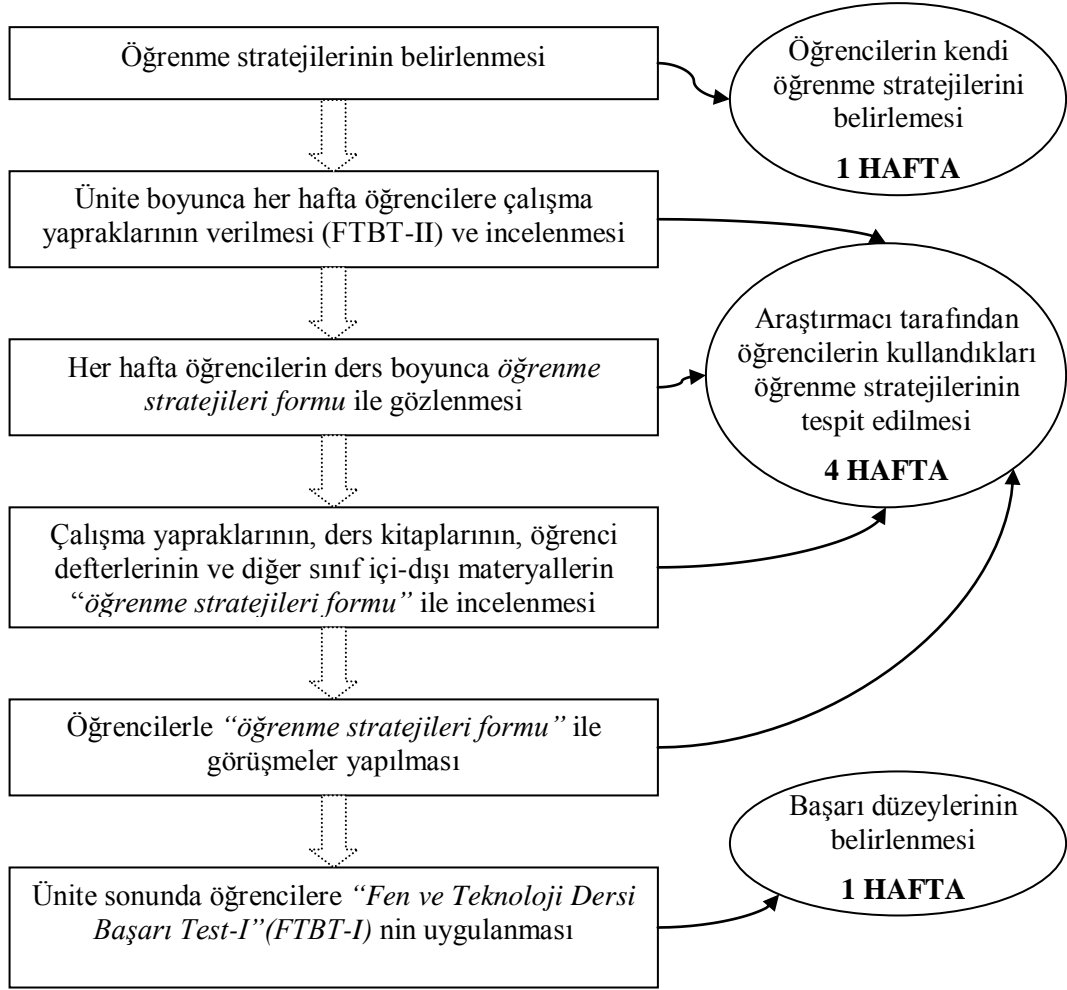 Öğrenme stratejilerinin belirlenmesi
Öğrencilerin kendi
öğrenme stratejilerini
belirlemesi
1 HAFTA
Ünite boyunca her hafta öğrencilere çalışma
yapraklarının verilmesi (FTBT-II) ve incelenmesi
Her hafta öğrencilerin ders boyunca öğrenme
stratejileri formu ile gözlenmesi
Araştırmacı tarafından
öğrencilerin kullandıkları
öğrenme stratejilerinin
tespit edilmesi
4 HAFTA
Çalışma yapraklarının, ders kitaplarının, öğrenci
defterlerinin ve diğer sınıf içi-dışı materyallerin
“öğrenme stratejileri formu” ile incelenmesi
Öğrencilerle “öğrenme stratejileri formu” ile
görüşmeler yapılması
Başarı düzeylerinin
belirlenmesi
1 HAFTA
Ünite sonunda öğrencilere “Fen ve Teknoloji Dersi
Başarı Test-I”(FTBT-I) nin uygulanması